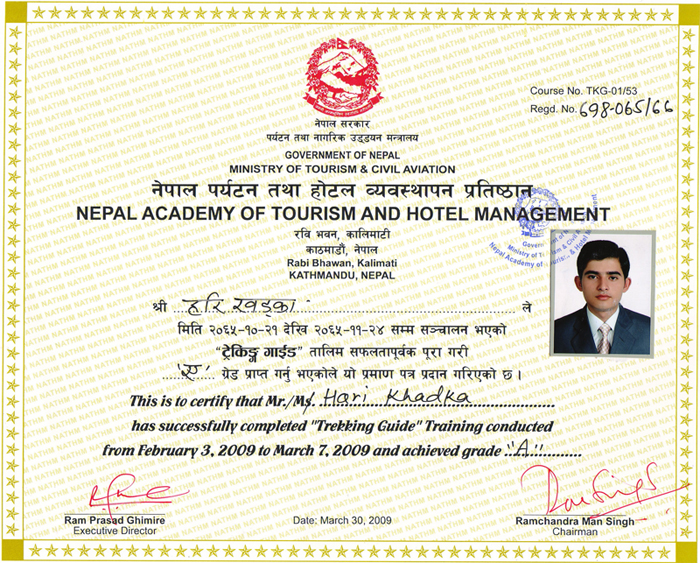 Course No. TKG-01/53
Regd. No. 698-065/66
नेपाल सरकार
पर्यटन तथा नागरिक उड्डयन मन्त्रालय
GOVERNMENT OF NEPAL
MINISTRY OF TOURISM & CIVIL AVIATION
नेपाल पर्यटन तथा होटल व्यवस्थापन प्रतिष्ठान
NEPAL ACADEMY OF TOURISM AND HOTEL MANAGEMENT
रवि भवन, कालिमाटी
काठमाडौं, नेपाल
Rabi Bhawan, Kalimati
KATHMANDU, NEPAL
श्री हरि खड्का ले
मिति २०६५-१०-२१ देखि २०६५-११-२४ सम्म सञ्चालन भएको
“ट्रेकिङ्ग गाईड” तालिम सफलतापूर्वक पूरा गरी
"ए" ग्रेड प्राप्त गर्नु भएकोले यो प्रमाण पत्र प्रदान गरिएको छ ।
This is to certify that Mr./Ms. Hari Khadka
has successfully completed "Trekking Guide" Training conducted
from February 3, 2009 to March 7, 2009 and achieved grade "A"
Ram Prasad Ghimire
Executive Director
Date: March 30, 2009
Ramchandra Man Singh
Chairman